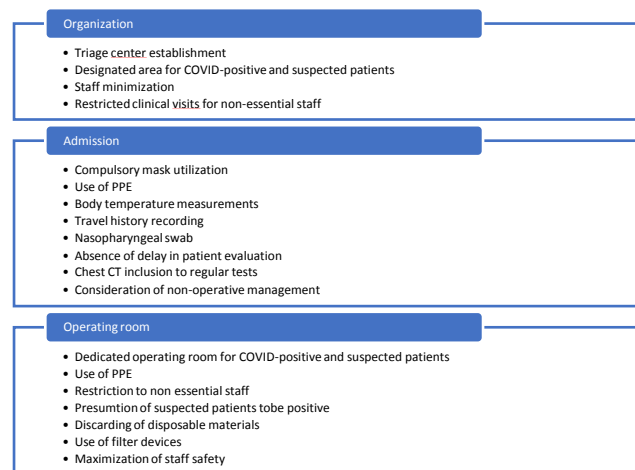 Organization
• Triage center establishment
• Designated area for COVID-positive and suspected patients
• Staff minimization
• Restricted clinical visits for non-essential staff
Admission
• Compulsory mask utilization
• Use of PPE
• Body temperature measurements
• Travel history recording
• Nasopharyngeal swab
• Absence of delay in patient evaluation
• Chest CT inclusion to regular tests
• Consideration of non-operative management
Operating room
• Dedicated operating room for COVID-positive and suspected patients
• Use of PPE
• Restriction to non essential staff
• Presumtion of suspected patients tobe positive
• Discarding of disposable materials
• Use of filter devices
• Maximization of staff safety